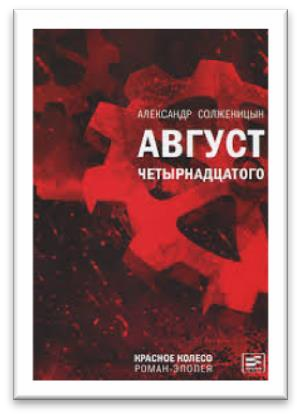 АЛЕКСАНДР СОЛЖЕНИЦЫН
АВГУСТ
ЧЕТЫРНАДЦАТОГО
КРАСНОЕ КОЛЕСО
РОМАН-ЭПОПЕЯ